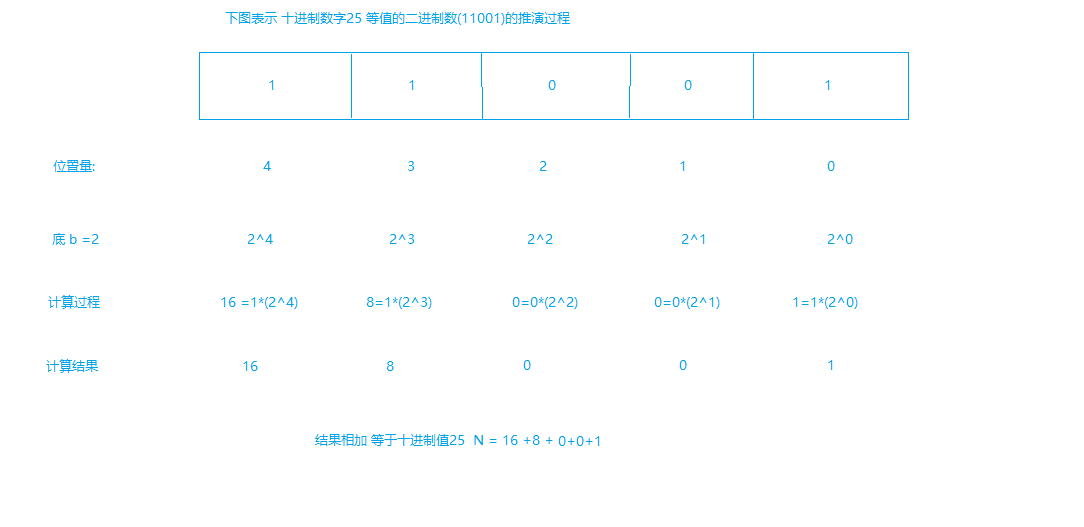 下图表示 十进制数字25 等值的二进制数(11001)的推演过程
1 1 0 0 1
位置量: 4 3 2 1 0
底 b =2 2^4 2^3 2^2 2^1 2^0
计算过程 16 =1*(2^4) 8=1*(2^3) 0=0*(2^2) 0=0*(2^1) 1=1*(2^0)
计算结果 16 8 0 0 1
结果相加 等于十进制值25 N = 16 +8 + 0+0+1